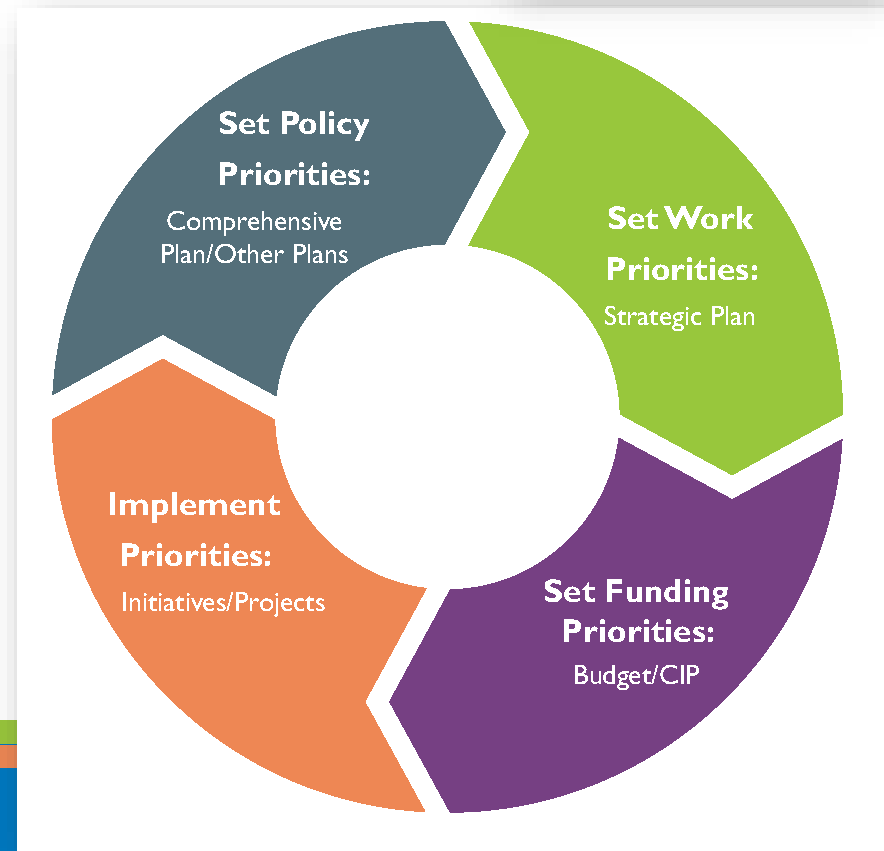 Set Policy
Priorities:
Comprehensive
Plan/Other Plans
Set Work
Priorities:
Strategic Plan
Set Funding
Priorities:
Budget/CIP
Implement
Priorities:
Initiatives/Projects